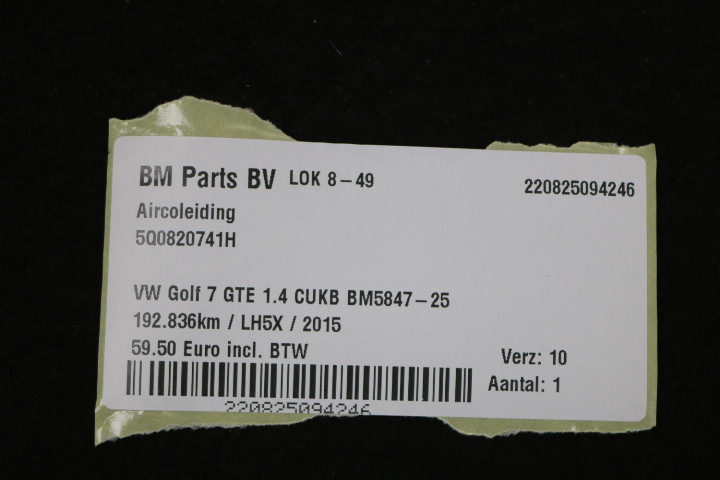 BM Parts BV LOK 8-49 220825094246
Aircoleiding
5Q0820741H
VW Golf 7 GTE 1.4 CUKB BM5847-25
192.836km / LH5X / 2015
59.50 Euro incl. BTW
Verz: 10
Aantal: 1
220825094246